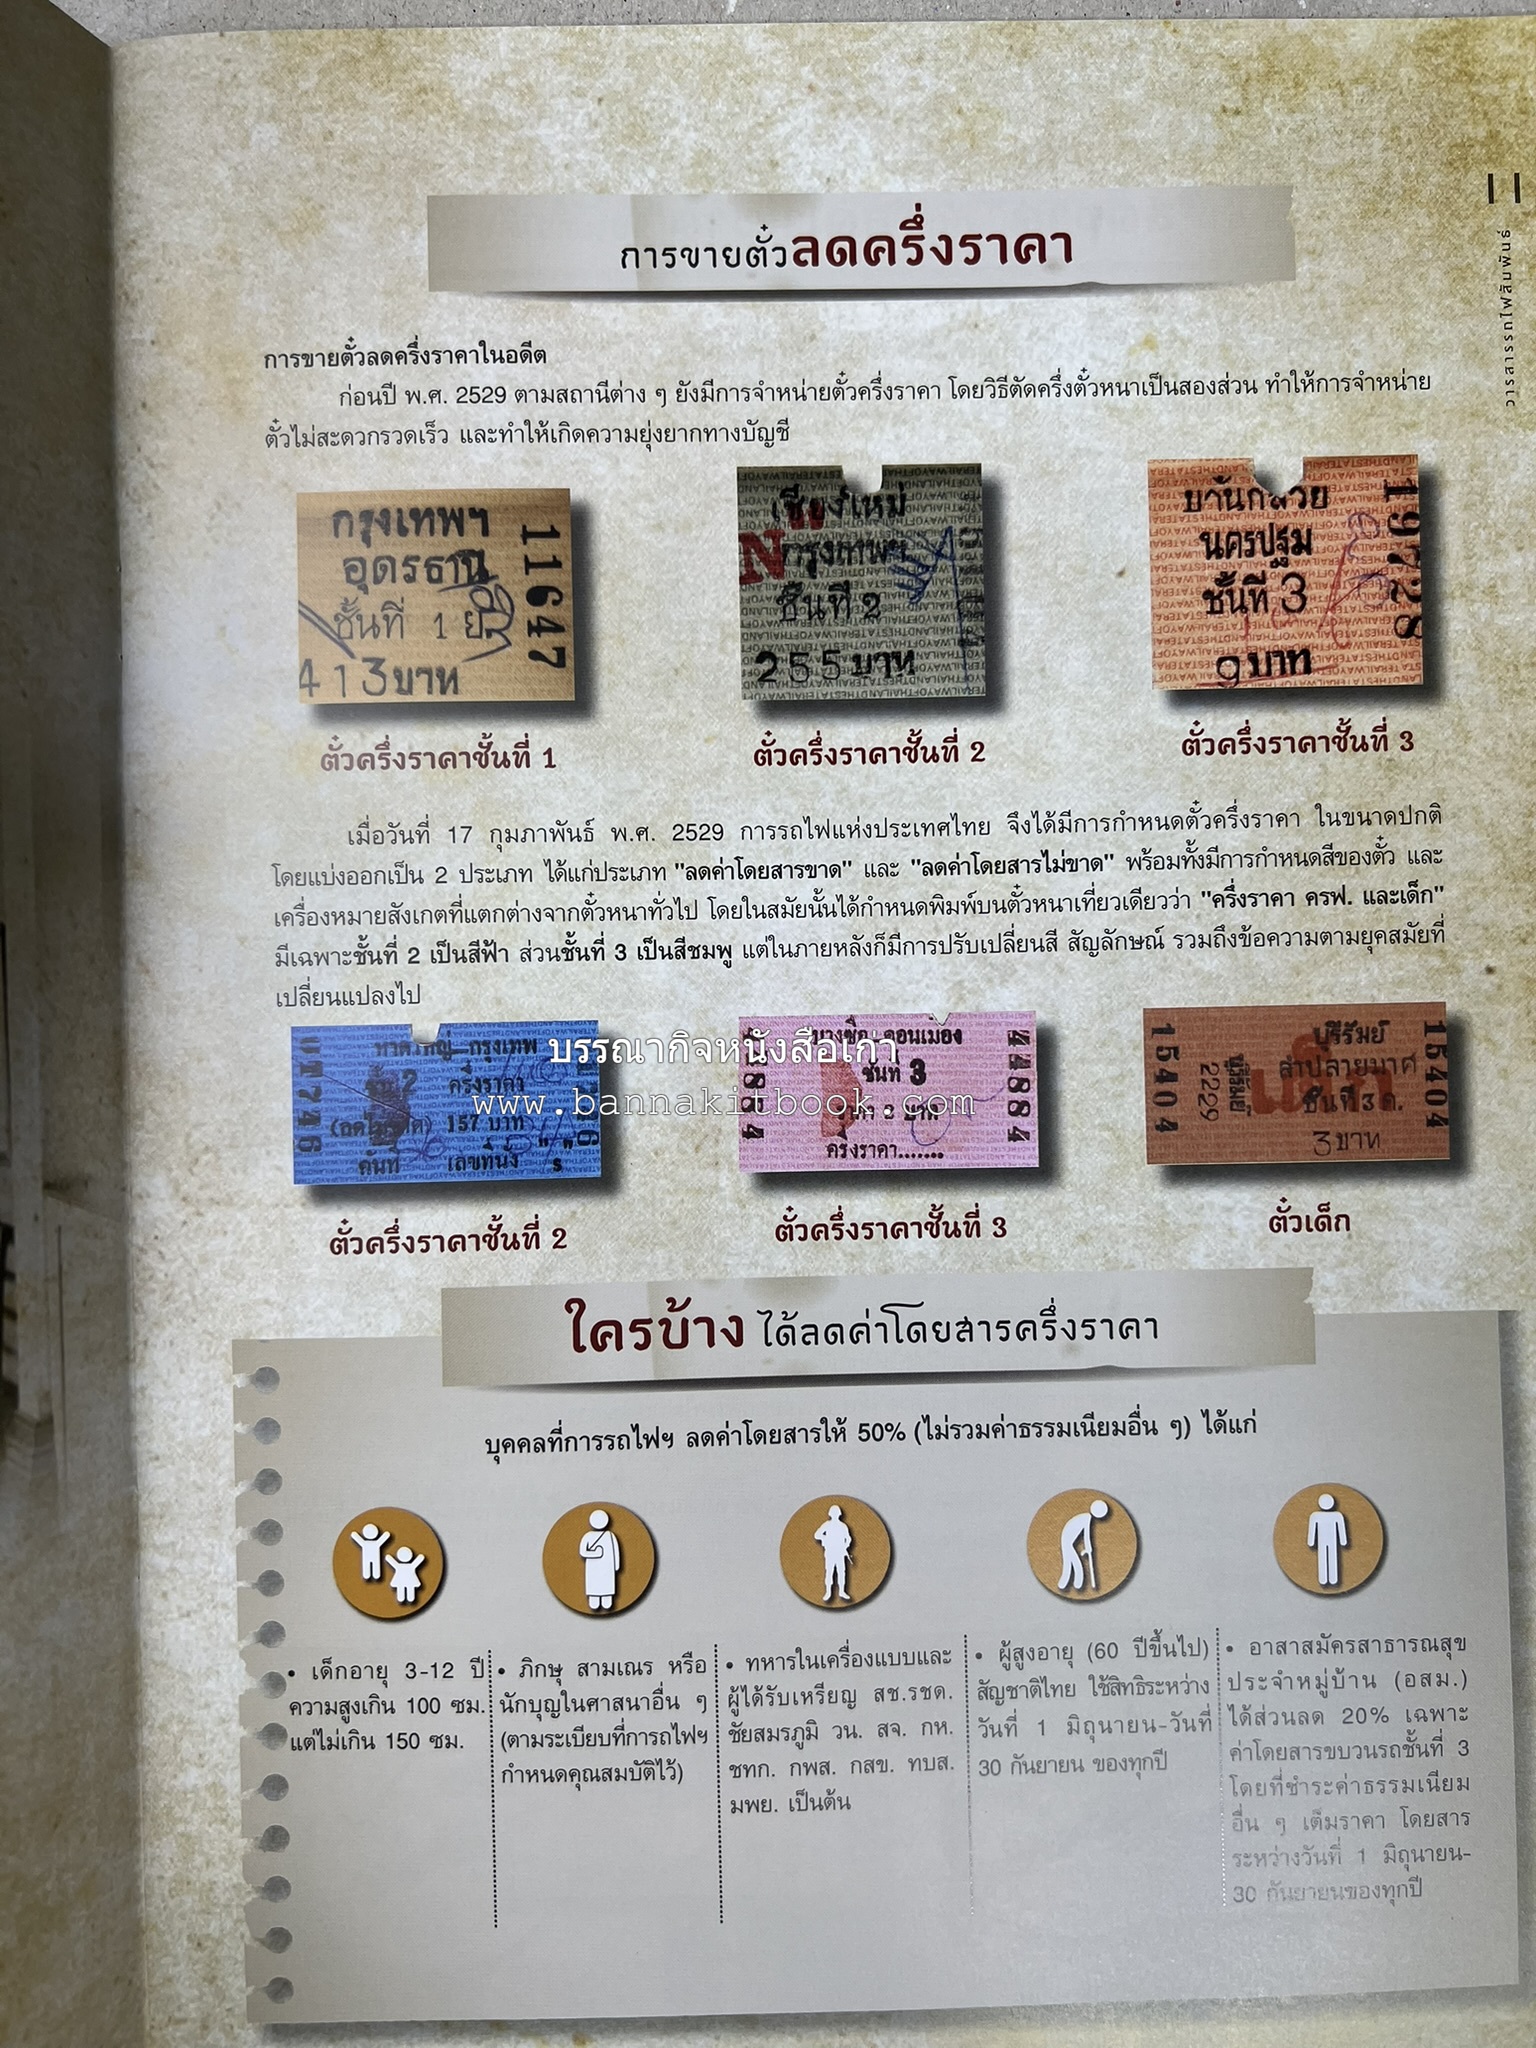 11
วารสารรถไฟสัมพันธ์
การขายตั๋วลดครึ่งราคา
การขายตั๋วลดครึ่งราคาในอดีต
ก่อนปี พ.ศ. 2529 ตามสถานีต่าง ๆ ยังมีการจำหน่ายตั๋วครึ่งราคา โดยวิธีตัดครึ่งตั๋วหนาเป็นสองส่วน ทำให้การจำหน่าย
ตั๋วไม่สะดวกรวดเร็ว และทำให้เกิดความยุ่งยากทางบัญชี
กรุงเทพฯ
อุดรธานี
ชั้นที่ 1
413 บาท
11647
เชียงใหม่
กรุงเทพฯ
ชั้นที่ 2
255 บาท
บ้านกล้วย
นครปฐม
ชั้นที่ 3
9 บาท
19728
ตั๋วครึ่งราคาชั้นที่ 1
ตั๋วครึ่งราคาชั้นที่ 2
ตั๋วครึ่งราคาชั้นที่ 3
เมื่อวันที่ 17 กุมภาพันธ์ พ.ศ. 2529 การรถไฟแห่งประเทศไทย จึงได้มีการกำหนดตั๋วครึ่งราคา ในขนาดปกติ
โดยแบ่งออกเป็น 2 ประเภท ได้แก่ประเภท "ลดค่าโดยสารขาด" และ "ลดค่าโดยสารไม่ขาด" พร้อมทั้งมีการกำหนดสีของตั๋ว และ
เครื่องหมายสังเกตที่แตกต่างจากตั๋วหนาทั่วไป โดยในสมัยนั้นได้กำหนดพิมพ์บนตั๋วหนาเที่ยวเดียวว่า "ครึ่งราคา ครฟ. และเด็ก"
มีเฉพาะชั้นที่ 2 เป็นสีฟ้า ส่วนชั้นที่ 3 เป็นสีชมพู แต่ในภายหลังก็มีการปรับเปลี่ยนสี สัญลักษณ์ รวมถึงข้อความตามยุคสมัยที่
เปลี่ยนแปลงไป
หาดใหญ่ กรุงเทพ
ครึ่งราคา
157 บาท
เลขที่นั่ง
บางซื่อ ดอนเมือง
ชั้นที่ 3
ครึ่งราคา.......
44884
15404
2229
บุรีรัมย์
ลำปลายมาศ
ชั้นที่ 3 ด.
3 บาท
เด็ก
15404
บรรณากิจหนังสือเก่า
www.bannakitbook.com
ตั๋วครึ่งราคาชั้นที่ 2
ตั๋วครึ่งราคาชั้นที่ 3
ตั๋วเด็ก
ใครบ้าง ได้ลดค่าโดยสารครึ่งราคา
บุคคลที่การรถไฟฯ ลดค่าโดยสารให้ 50% (ไม่รวมค่าธรรมเนียมอื่น ๆ) ได้แก่
• เด็กอายุ 3-12 ปี
ความสูงเกิน 100 ซม.
แต่ไม่เกิน 150 ซม.
• ภิกษุ สามเณร หรือ
นักบุญในศาสนาอื่น ๆ
(ตามระเบียบที่การรถไฟฯ
กำหนดคุณสมบัติไว้)
• ทหารในเครื่องแบบและ
ผู้ได้รับเหรียญ สช.รชด.
ชัยสมรภูมิ วน. สจ. กห.
ชทก. กพส. กสข. ทบส.
มพย. เป็นต้น
• ผู้สูงอายุ (60 ปีขึ้นไป)
สัญชาติไทย ใช้สิทธิระหว่าง
วันที่ 1 มิถุนายน-วันที่
30 กันยายน ของทุกปี
• อาสาสมัครสาธารณสุข
ประจำหมู่บ้าน (อสม.)
ได้ส่วนลด 20% เฉพาะ
ค่าโดยสารขบวนรถชั้นที่ 3
โดยที่ชำระค่าธรรมเนียม
อื่น ๆ เต็มราคา โดยสาร
ระหว่างวันที่ 1 มิถุนายน-
30 กันยายนของทุกปี